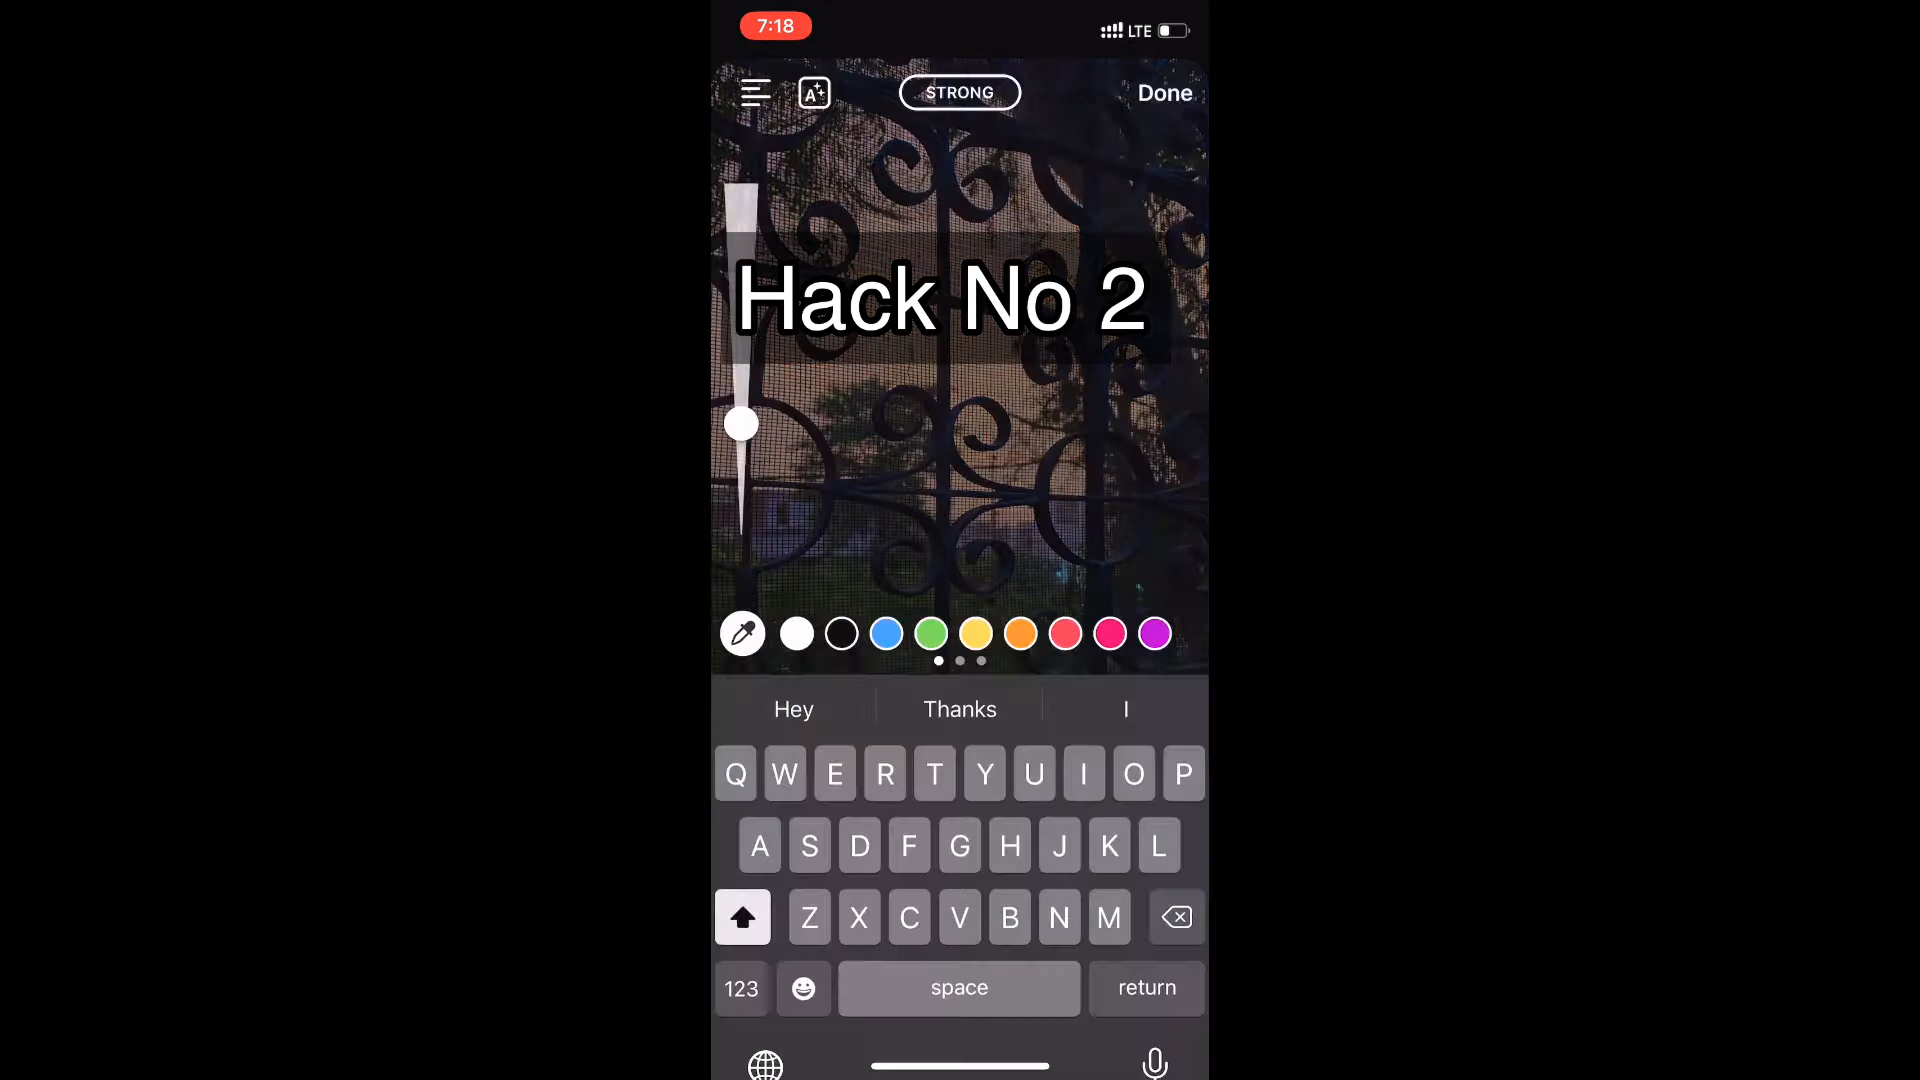 7:18
LTE
A
STRONG
Done
Hack No 2
Hey Thanks I
Q W E R T Y U I O P
A S D F G H J K L
Z X C V B N M
123 space return